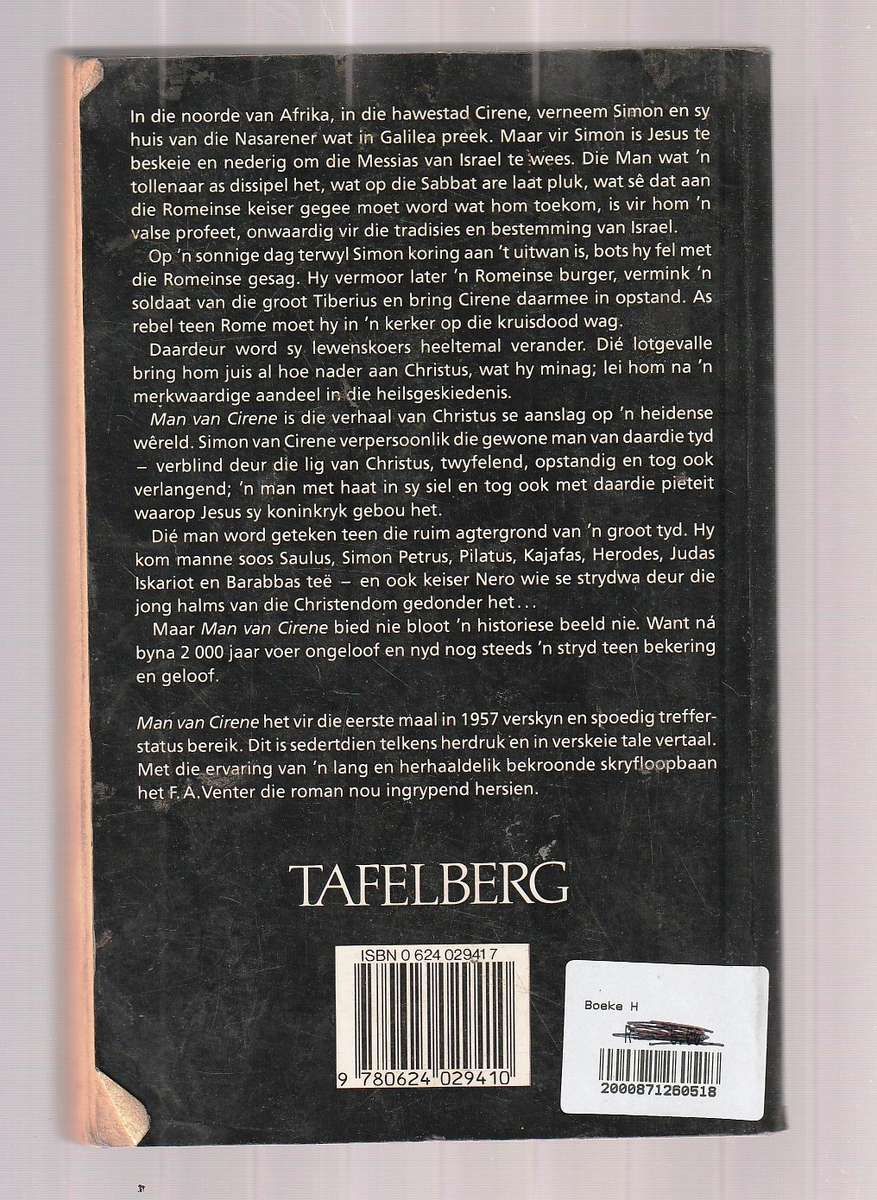 In die noorde van Afrika, in die hawestad Cirene, verneem Simon en sy
huis van die Nasarener wat in Galilea preek. Maar vir Simon is Jesus te
beskeie en nederig om die Messias van Israel te wees. Die Man wat 'n
tollenaar as dissipel het, wat op die Sabbat are laat pluk, wat sê dat aan
die Romeinse keiser gegee moet word wat hom toekom, is vir hom 'n
valse profeet, onwaardig vir die tradisies en bestemming van Israel.
Op 'n sonnige dag terwyl Simon koring aan 't uitwan is, bots hy fel met
die Romeinse gesag. Hy vermoor later 'n Romeinse burger, vermink 'n
soldaat van die groot Tiberius en bring Cirene daarmee in opstand. As
rebel teen Rome moet hy in 'n kerker op die kruisdood wag.
Daardeur word sy lewenskoers heeltemal verander. Dié lotgevalle
bring hom juis al hoe nader aan Christus, wat hy minag; lei hom na 'n
merkwaardige aandeel in die heilsgeskiedenis.
Man van Cirene is die verhaal van Christus se aanslag op 'n heidense
wêreld. Simon van Cirene verpersoonlik die gewone man van daardie tyd
– verblind deur die lig van Christus, twyfelend, opstandig en tog ook
verlangend; 'n man met haat in sy siel en tog ook met daardie piëteit
waarop Jesus sy koninkryk gebou het.
Dié man word geteken teen die ruim agtergrond van 'n groot tyd. Hy
kom manne soos Saulus, Simon Petrus, Pilatus, Kajafas, Herodes, Judas
Iskariot en Barabbas teë – en ook keiser Nero wie se strydwa deur die
jong halms van die Christendom gedonder het...
Maar Man van Cirene bied nie bloot 'n historiese beeld nie. Want ná
byna 2 000 jaar voer ongeloof en nyd nog steeds 'n stryd teen bekering
en geloof.
Man van Cirene het vir die eerste maal in 1957 verskyn en spoedig treffer-
status bereik. Dit is sedertdien telkens herdruk en in verskeie tale vertaal.
Met die ervaring van 'n lang en herhaaldelik bekroonde skryfloopbaan
het F.A.Venter die roman nou ingrypend hersien.
TAFELBERG
ISBN 0 624 02941 7
9 780624 029410
Boeke H
2000871260518